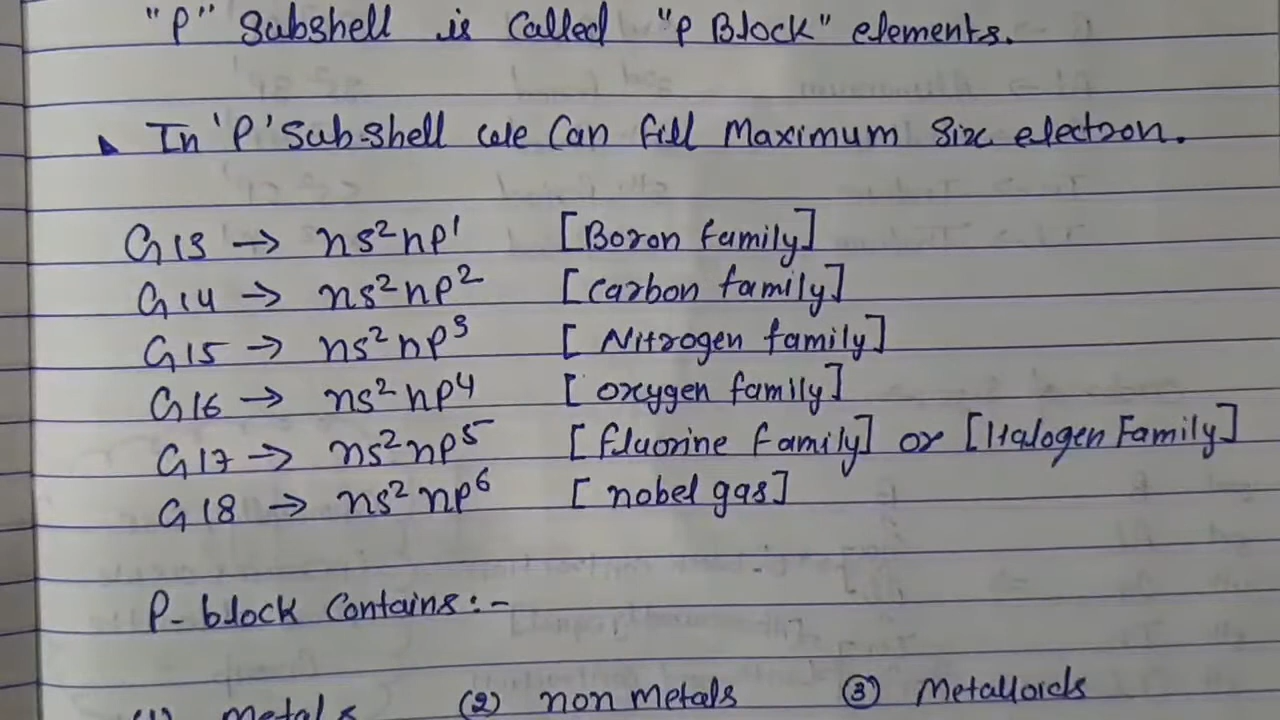 "P" Subshell is called "P Block" elements.
In 'P' Sub-shell we can fill Maximum Six electron.
G13 → ns²np¹ [Boron family]
G14 → ns²np² [carbon family]
G15 → ns²np³ [Nitrogen family]
G16 → ns²np⁴ [oxygen family]
G17 → ns²np⁵ [fluorine family] or [Halogen Family]
G18 → ns²np⁶ [nobel gas]
P-block Contains:-
(1) Metals (2) non Metals (3) Metalloids